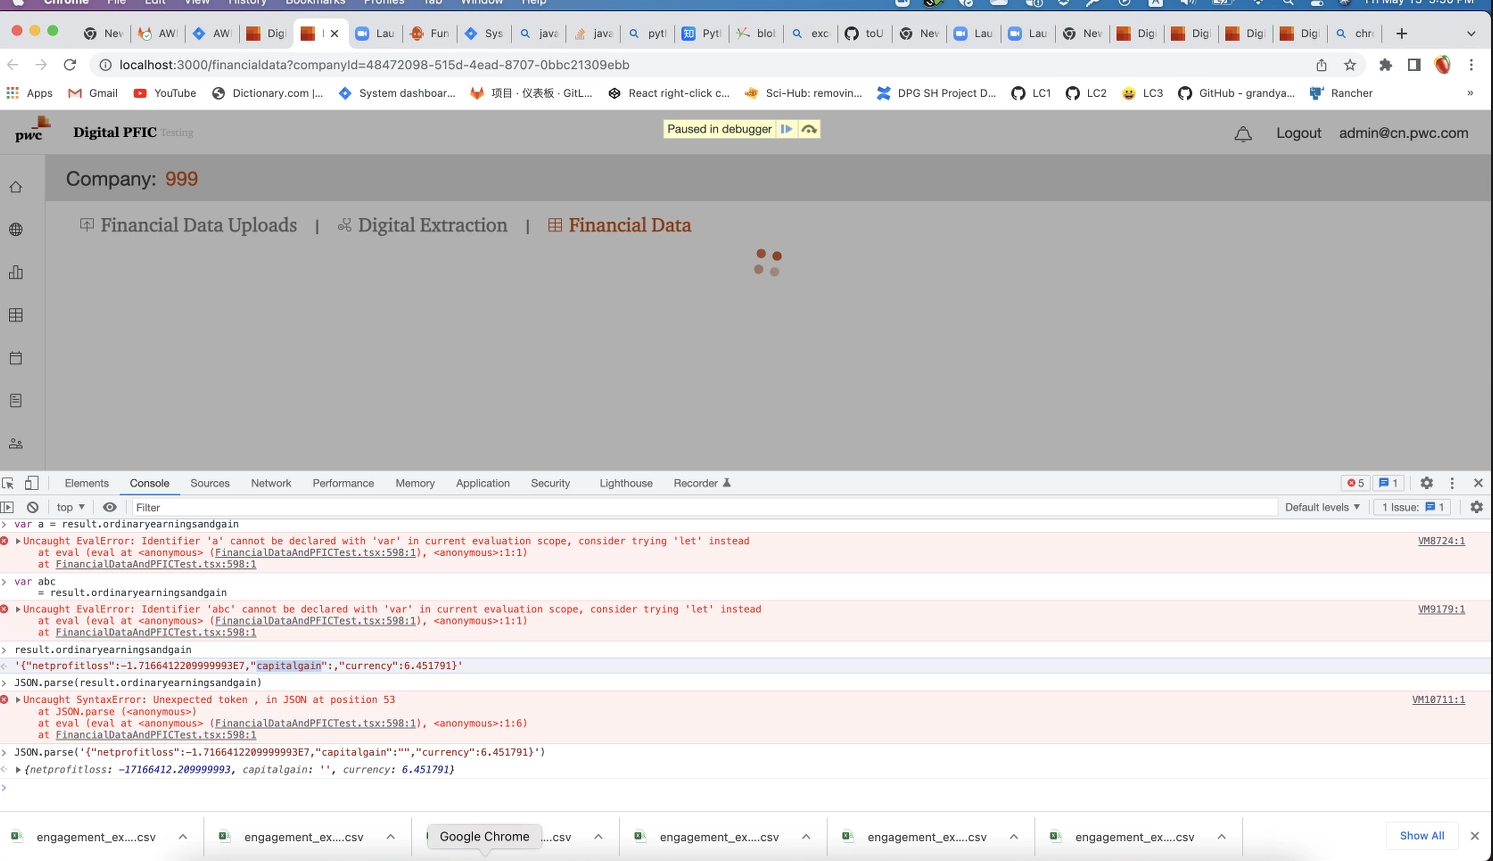 Chrome File Edit View History Bookmarks Profiles Tab Window Help Fri May 13 3:50 PM
New AW AW Digi Lau Fun Sys java java pyt Pyt blob exc toU New Lau Lau New Digi Digi Digi Digi chr
localhost:3000/financialdata?companyId=48472098-515d-4ead-8707-0bbc21309ebb
Apps Gmail YouTube Dictionary.com |... System dashboar... 项目 · 仪表板 · GitL... React right-click c... Sci-Hub: removin... DPG SH Project D... LC1 LC2 LC3 GitHub - grandya... Rancher »
pwc Digital PFIC Testing Paused in debugger Logout admin@cn.pwc.com
Company: 999
Financial Data Uploads | Digital Extraction | Financial Data
Elements Console Sources Network Performance Memory Application Security Lighthouse Recorder 5 1
top ▼ Filter Default levels ▼ 1 Issue: 1
var a = result.ordinaryearningsandgain
Uncaught EvalError: Identifier 'a' cannot be declared with 'var' in current evaluation scope, consider trying 'let' instead VM8724:1
at eval (eval at <anonymous> (FinancialDataAndPFICTest.tsx:598:1), <anonymous>:1:1)
at FinancialDataAndPFICTest.tsx:598:1
var abc
= result.ordinaryearningsandgain
Uncaught EvalError: Identifier 'abc' cannot be declared with 'var' in current evaluation scope, consider trying 'let' instead VM9179:1
at eval (eval at <anonymous> (FinancialDataAndPFICTest.tsx:598:1), <anonymous>:1:1)
at FinancialDataAndPFICTest.tsx:598:1
result.ordinaryearningsandgain
'{"netprofitloss":-1.7166412209999993E7,"capitalgain":,"currency":6.451791}'
JSON.parse(result.ordinaryearningsandgain)
Uncaught SyntaxError: Unexpected token , in JSON at position 53 VM10711:1
at JSON.parse (<anonymous>)
at eval (eval at <anonymous> (FinancialDataAndPFICTest.tsx:598:1), <anonymous>:1:6)
at FinancialDataAndPFICTest.tsx:598:1
JSON.parse('{"netprofitloss":-1.7166412209999993E7,"capitalgain":"","currency":6.451791}')
{netprofitloss: -17166412.209999993, capitalgain: '', currency: 6.451791}
engagement_ex....csv engagement_ex....csv Google Chrome ....csv engagement_ex....csv engagement_ex....csv engagement_ex....csv Show All